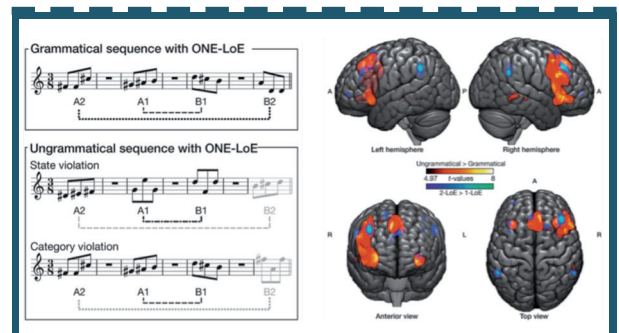 Grammatical sequence with ONE-LoE
A2 A1 B1 B2
Ungrammatical sequence with ONE-LoE
State violation
A2 A1 B1 B2
Category violation
A2 A1 B1 B2
A P A
Left hemisphere Right hemisphere
Ungrammatical > Grammatical
4.97 t-values 8
2-LoE > 1-LoE
A
R L R
Anterior view Top view